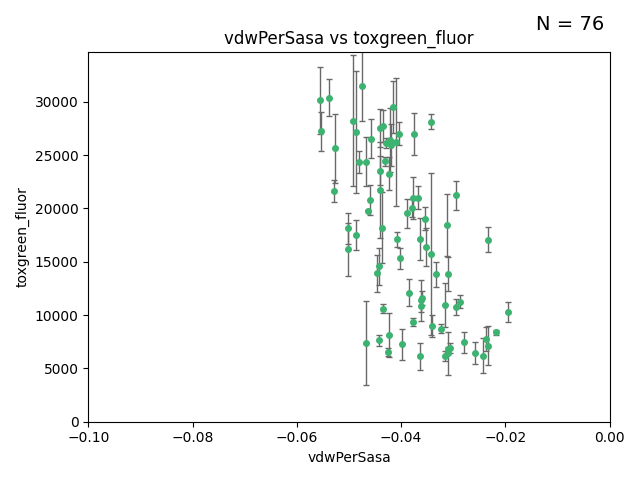 N = 76
vdwPerSasa vs toxgreen_fluor
30000
25000
20000
15000
10000
5000
0
toxgreen_fluor
−0.10 −0.08 −0.06 −0.04 −0.02 0.00
vdwPerSasa